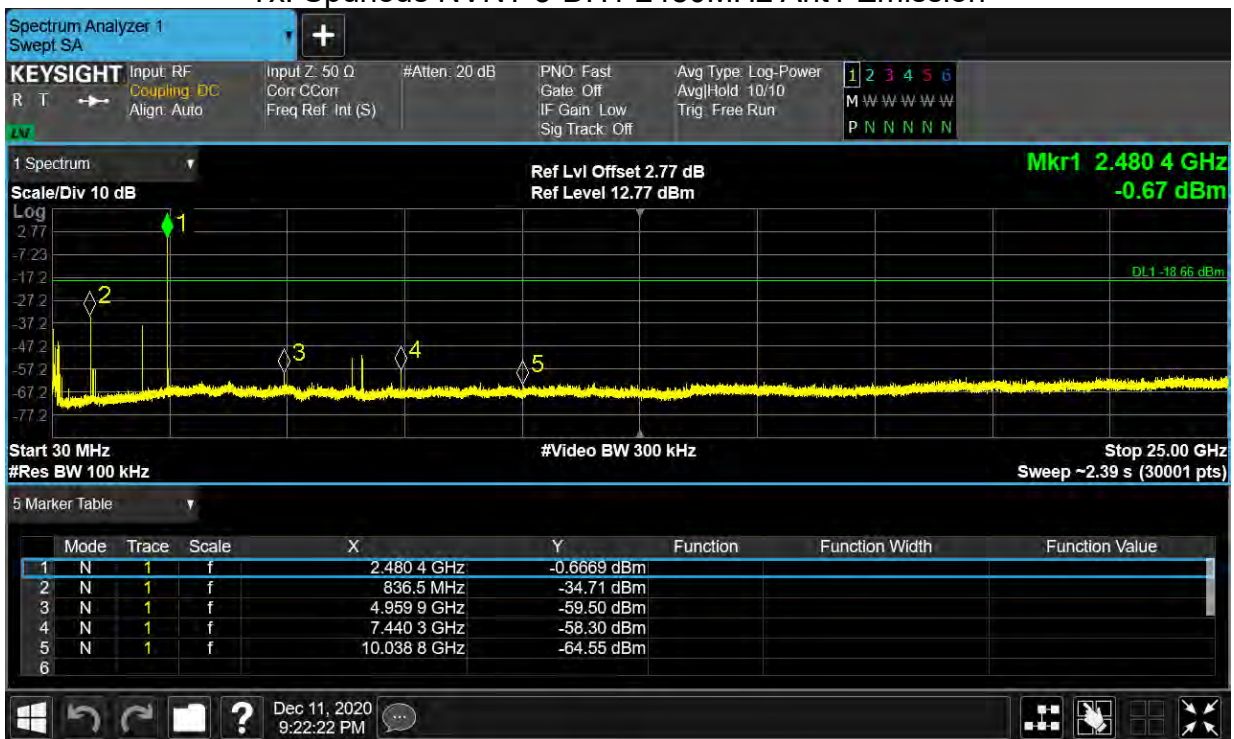 Spectrum Analyzer 1
Swept SA
+
KEYSIGHT Input: RF Input Z: 50 Ω #Atten: 20 dB PNO: Fast Avg Type: Log-Power 1 2 3 4 5 6
R T Coupling: DC Corr CCorr Gate: Off Avg|Hold: 10/10 M W W W W W
Align: Auto Freq Ref: Int (S) IF Gain: Low Trig: Free Run
Sig Track: Off P N N N N N
1 Spectrum Ref Lvl Offset 2.77 dB Mkr1 2.480 4 GHz
Scale/Div 10 dB Ref Level 12.77 dBm -0.67 dBm
Log
2.77
1
-7.23
-17.2
DL1 -18.66 dBm
-27.2
2
-37.2
-47.2
3
4
-57.2
5
-67.2
-77.2
Start 30 MHz #Video BW 300 kHz Stop 25.00 GHz
#Res BW 100 kHz Sweep ~2.39 s (30001 pts)
5 Marker Table
Mode Trace Scale X Y Function Function Width Function Value
1 N 1 f 2.480 4 GHz -0.6669 dBm
2 N 1 f 836.5 MHz -34.71 dBm
3 N 1 f 4.959 9 GHz -59.50 dBm
4 N 1 f 7.440 3 GHz -58.30 dBm
5 N 1 f 10.038 8 GHz -64.55 dBm
6
? Dec 11, 2020
9:22:22 PM